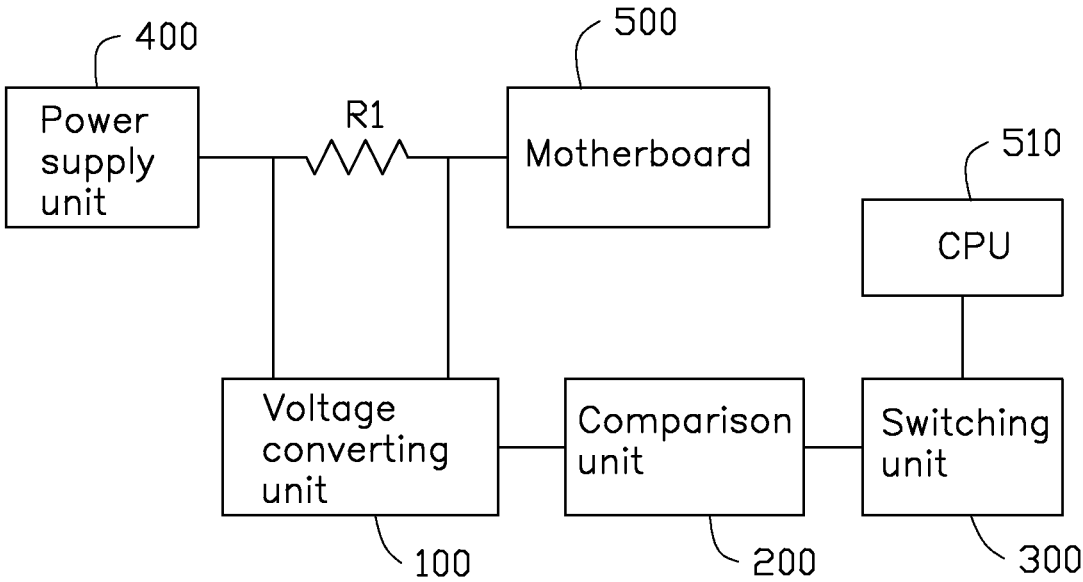 400
500
Power
supply
unit
R1
Motherboard
510
CPU
Voltage
converting
unit
Comparison
unit
Switching
unit
100
200
300